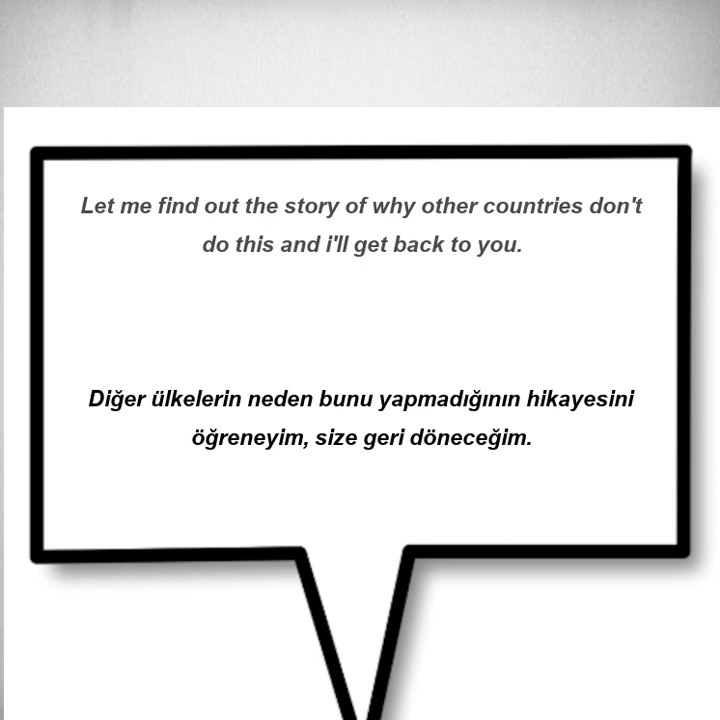 Let me find out the story of why other countries don't
do this and i'll get back to you.
Diğer ülkelerin neden bunu yapmadığının hikayesini
öğreneyim, size geri döneceğim.